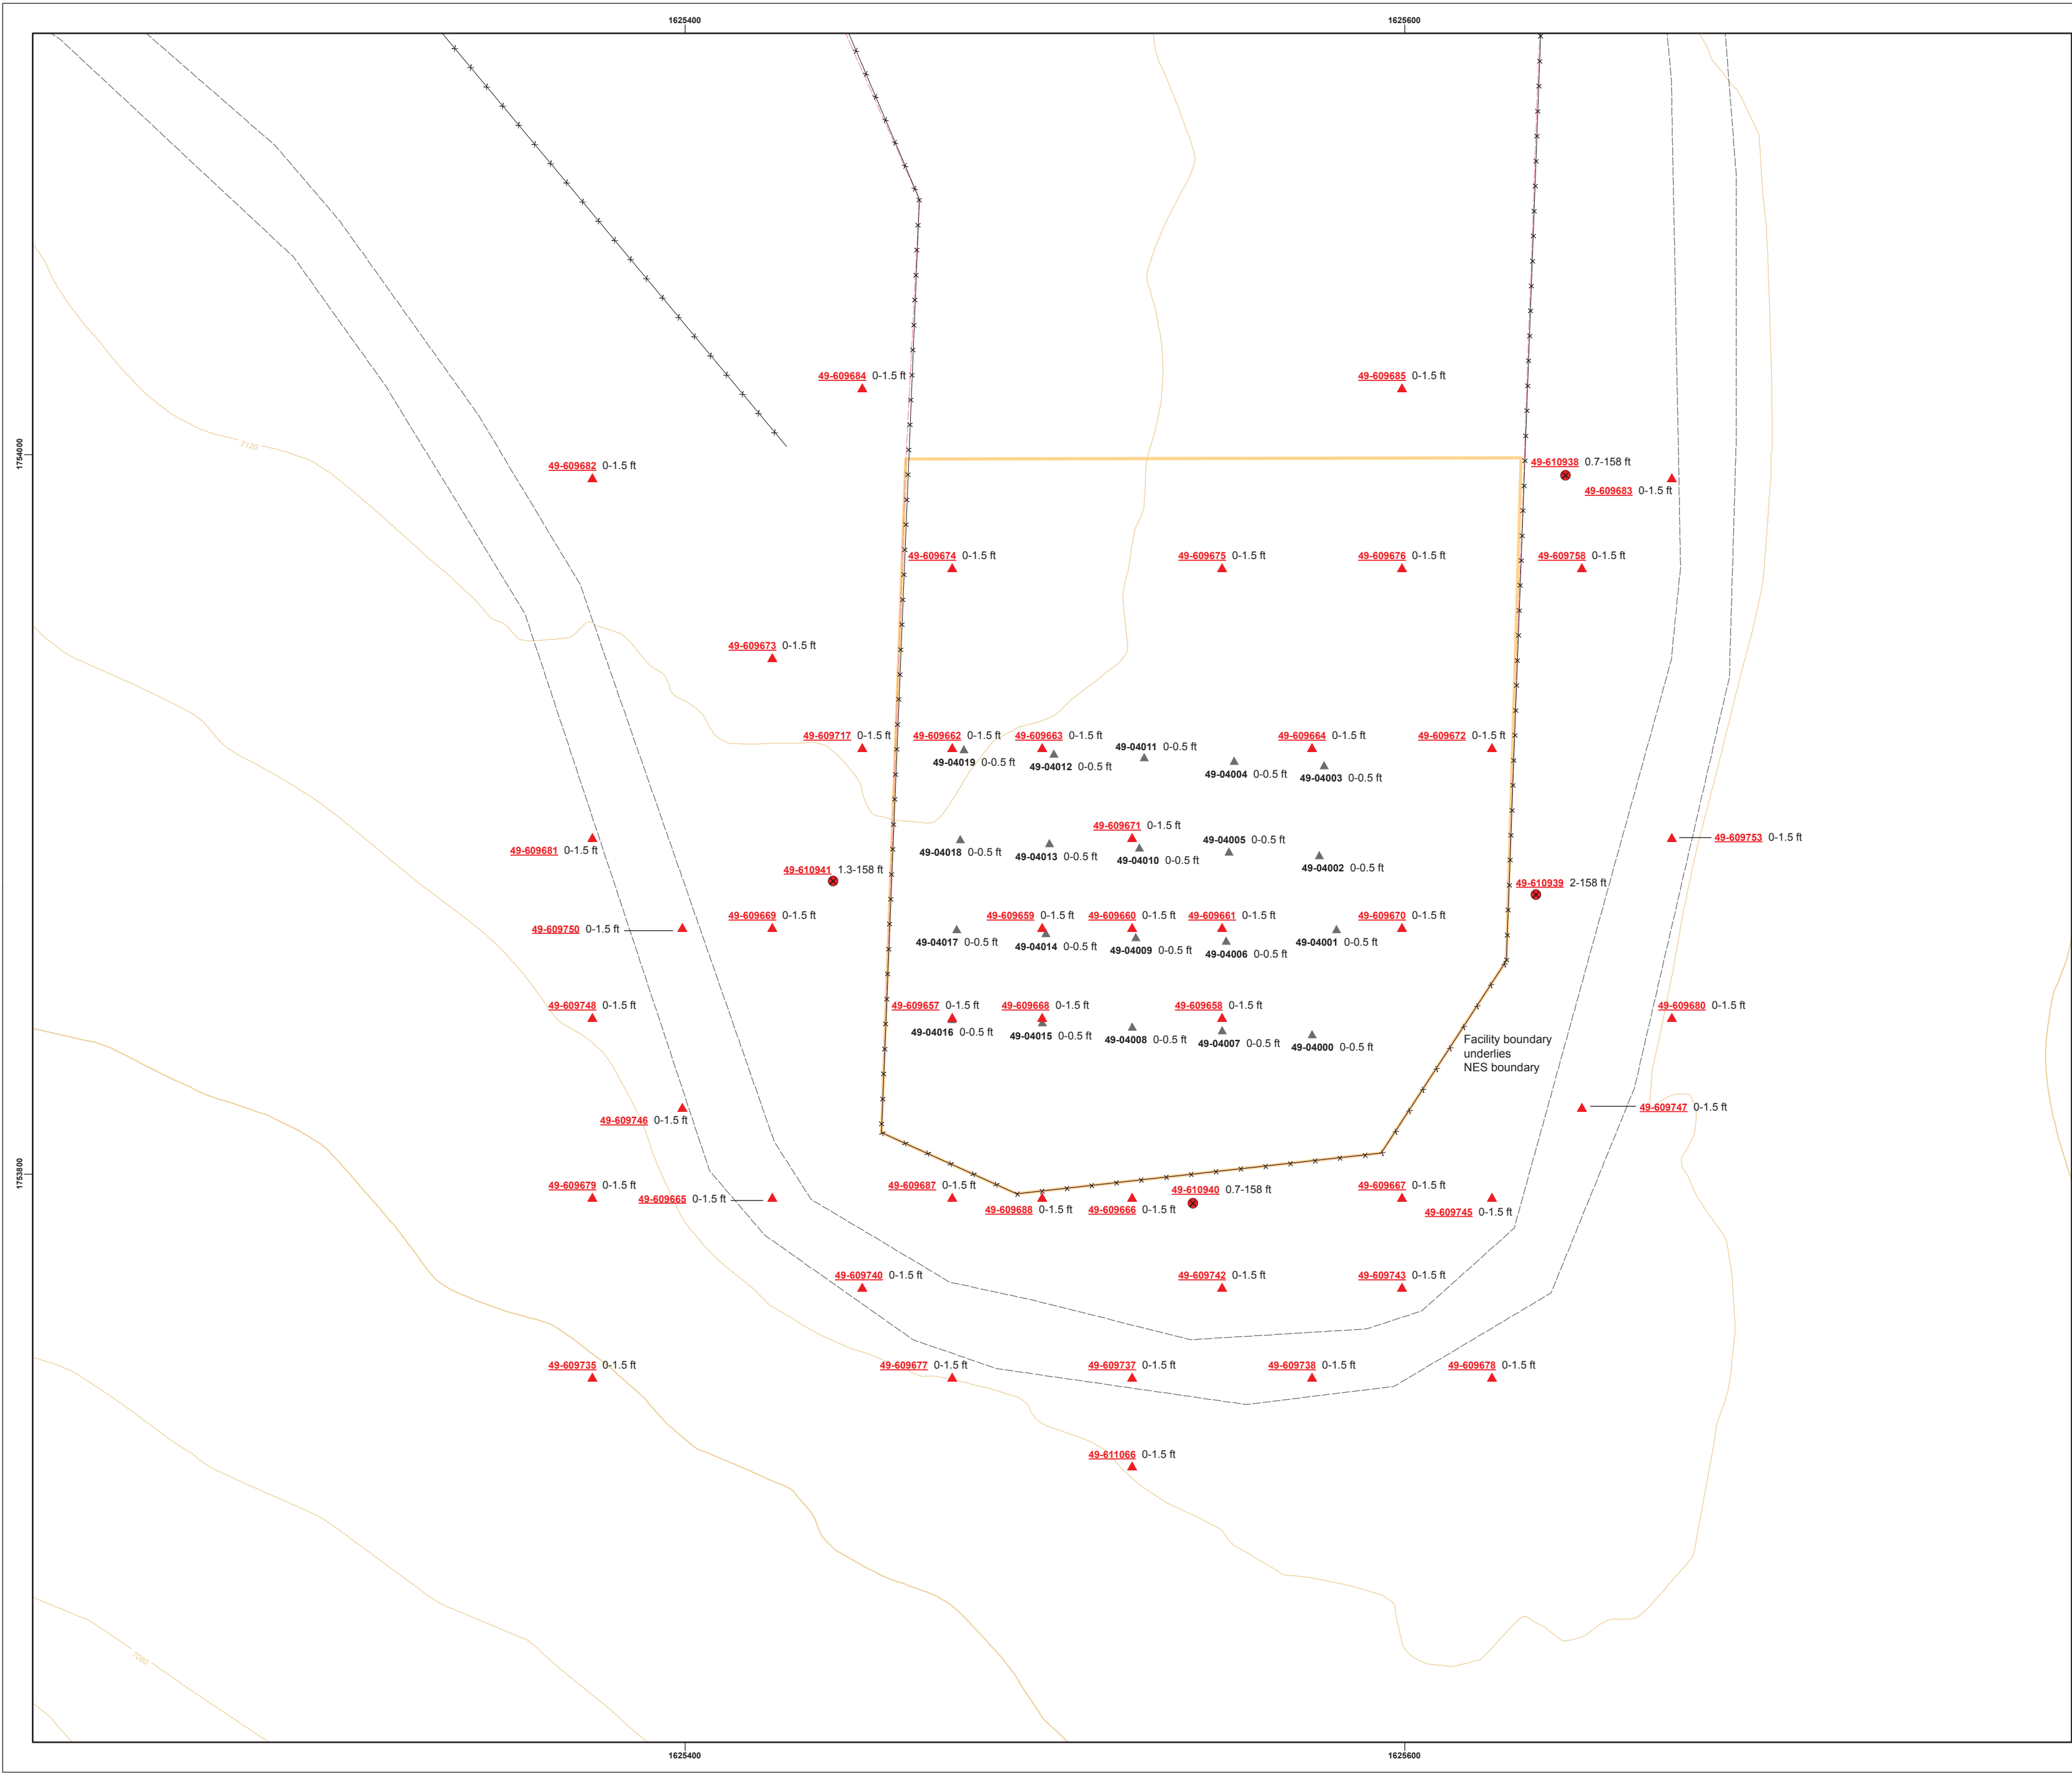 1625400
1625600
49-609684 0-1.5 ft
49-609685 0-1.5 ft
7120
1754000
49-609682 0-1.5 ft
49-610938 0.7-158 ft
49-609683 0-1.5 ft
49-609674 0-1.5 ft
49-609675 0-1.5 ft
49-609676 0-1.5 ft
49-609758 0-1.5 ft
49-609673 0-1.5 ft
49-609717 0-1.5 ft
49-609662 0-1.5 ft
49-609663 0-1.5 ft
49-04011 0-0.5 ft
49-609664 0-1.5 ft
49-609672 0-1.5 ft
49-04019 0-0.5 ft
49-04012 0-0.5 ft
49-04004 0-0.5 ft
49-04003 0-0.5 ft
49-609671 0-1.5 ft
49-609681 0-1.5 ft
49-04018 0-0.5 ft
49-04013 0-0.5 ft
49-04010 0-0.5 ft
49-04005 0-0.5 ft
49-04002 0-0.5 ft
49-609753 0-1.5 ft
49-610941 1.3-158 ft
49-610939 2-158 ft
49-609750 0-1.5 ft
49-609669 0-1.5 ft
49-609659 0-1.5 ft
49-609660 0-1.5 ft
49-609661 0-1.5 ft
49-609670 0-1.5 ft
49-04017 0-0.5 ft
49-04014 0-0.5 ft
49-04009 0-0.5 ft
49-04006 0-0.5 ft
49-04001 0-0.5 ft
49-609748 0-1.5 ft
49-609657 0-1.5 ft
49-609668 0-1.5 ft
49-609658 0-1.5 ft
49-609680 0-1.5 ft
49-04016 0-0.5 ft
49-04015 0-0.5 ft
49-04008 0-0.5 ft
49-04007 0-0.5 ft
49-04000 0-0.5 ft
Facility boundary
underlies
NES boundary
49-609746 0-1.5 ft
49-609747 0-1.5 ft
1753800
49-609679 0-1.5 ft
49-609665 0-1.5 ft
49-609687 0-1.5 ft
49-609688 0-1.5 ft
49-609666 0-1.5 ft
49-610940 0.7-158 ft
49-609667 0-1.5 ft
49-609745 0-1.5 ft
49-609740 0-1.5 ft
49-609742 0-1.5 ft
49-609743 0-1.5 ft
49-609735 0-1.5 ft
49-609677 0-1.5 ft
49-609737 0-1.5 ft
49-609738 0-1.5 ft
49-609678 0-1.5 ft
49-611066 0-1.5 ft
7080
1625400
1625600